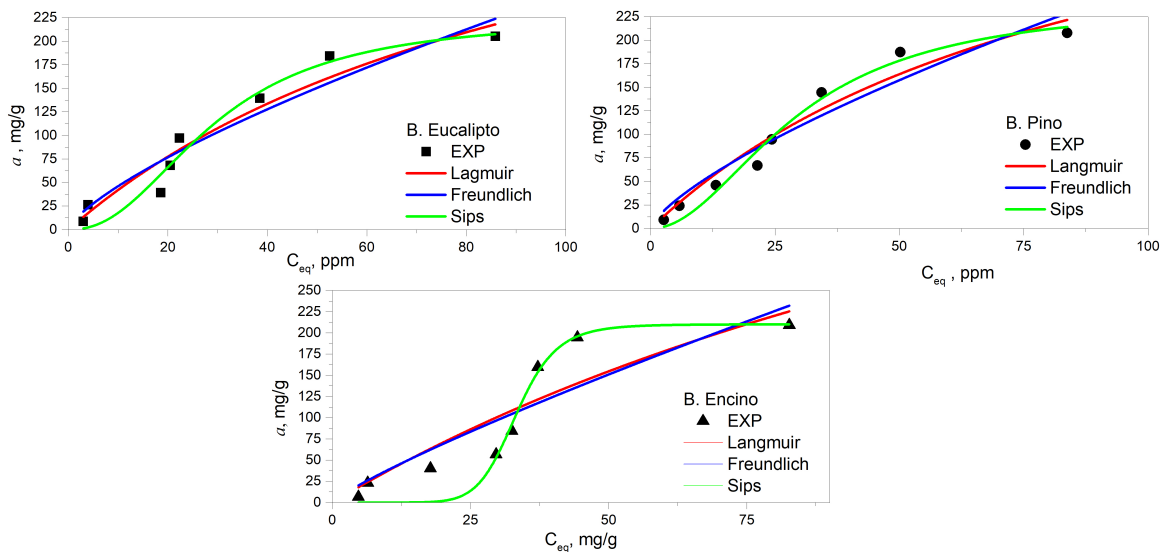 225
200
175
150
125
100
75
50
25
0
a , mg/g
B. Eucalipto
EXP
Lagmuir
Freundlich
Sips
0 20 40 60 80 100
Ceq, ppm
225
200
175
150
125
100
75
50
25
0
a, mg/g
B. Pino
EXP
Langmuir
Freundlich
Sips
0 25 50 75 100
Ceq , ppm
250
225
200
175
150
125
100
75
50
25
0
a, mg/g
B. Encino
EXP
Langmuir
Freundlich
Sips
0 25 50 75
Ceq, mg/g